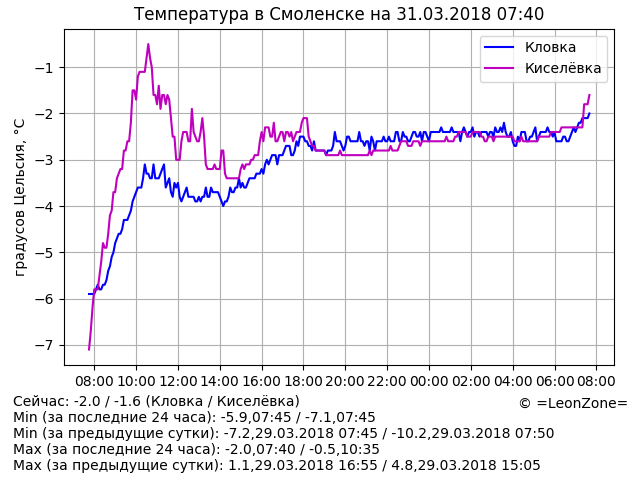 Температура в Смоленске на 31.03.2018 07:40
Кловка
Киселёвка
градусов Цельсия, °C
−1
−2
−3
−4
−5
−6
−7
08:00 10:00 12:00 14:00 16:00 18:00 20:00 22:00 00:00 02:00 04:00 06:00 08:00
Сейчас: -2.0 / -1.6 (Кловка / Киселёвка)
© =LeonZone=
Min (за последние 24 часа): -5.9,07:45 / -7.1,07:45
Min (за предыдущие сутки): -7.2,29.03.2018 07:45 / -10.2,29.03.2018 07:50
Max (за последние 24 часа): -2.0,07:40 / -0.5,10:35
Max (за предыдущие сутки): 1.1,29.03.2018 16:55 / 4.8,29.03.2018 15:05